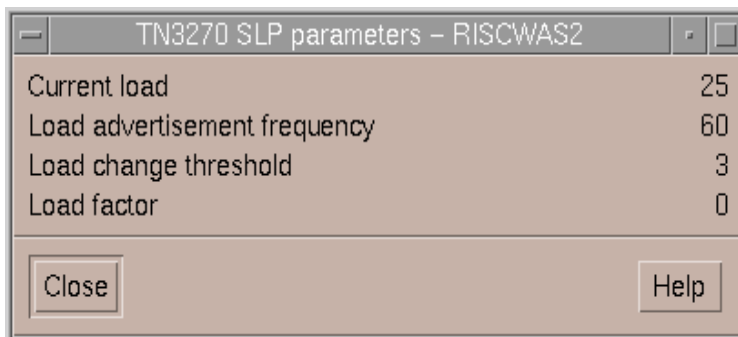 TN3270 SLP parameters – RISCWAS2
Current load 25
Load advertisement frequency 60
Load change threshold 3
Load factor 0
Close Help